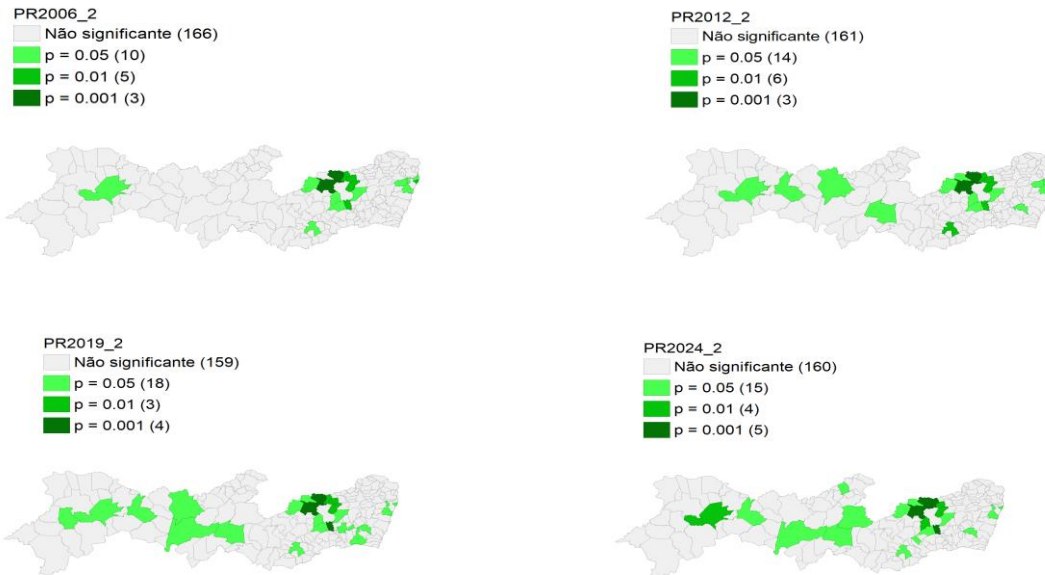 PR2006_2
Não significante (166)
p = 0.05 (10)
p = 0.01 (5)
p = 0.001 (3)
PR2012_2
Não significante (161)
p = 0.05 (14)
p = 0.01 (6)
p = 0.001 (3)
PR2019_2
Não significante (159)
p = 0.05 (18)
p = 0.01 (3)
p = 0.001 (4)
PR2024_2
Não significante (160)
p = 0.05 (15)
p = 0.01 (4)
p = 0.001 (5)